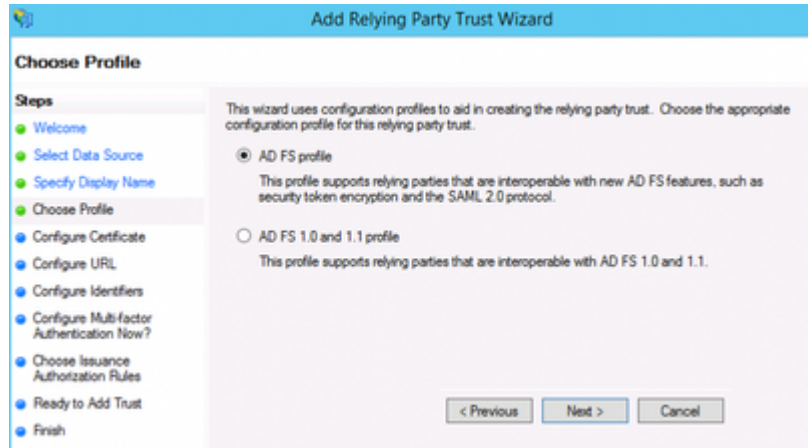 Add Relying Party Trust Wizard
Choose Profile
Steps
Welcome
Select Data Source
Specify Display Name
Choose Profile
Configure Certificate
Configure URL
Configure Identifiers
Configure Multi-factor
Authentication Now?
Choose Issuance
Authorization Rules
Ready to Add Trust
Finish
This wizard uses configuration profiles to aid in creating the relying party trust. Choose the appropriate
configuration profile for this relying party trust.
AD FS profile
This profile supports relying parties that are interoperable with new AD FS features, such as
security token encryption and the SAML 2.0 protocol.
AD FS 1.0 and 1.1 profile
This profile supports relying parties that are interoperable with AD FS 1.0 and 1.1.
< Previous
Next >
Cancel